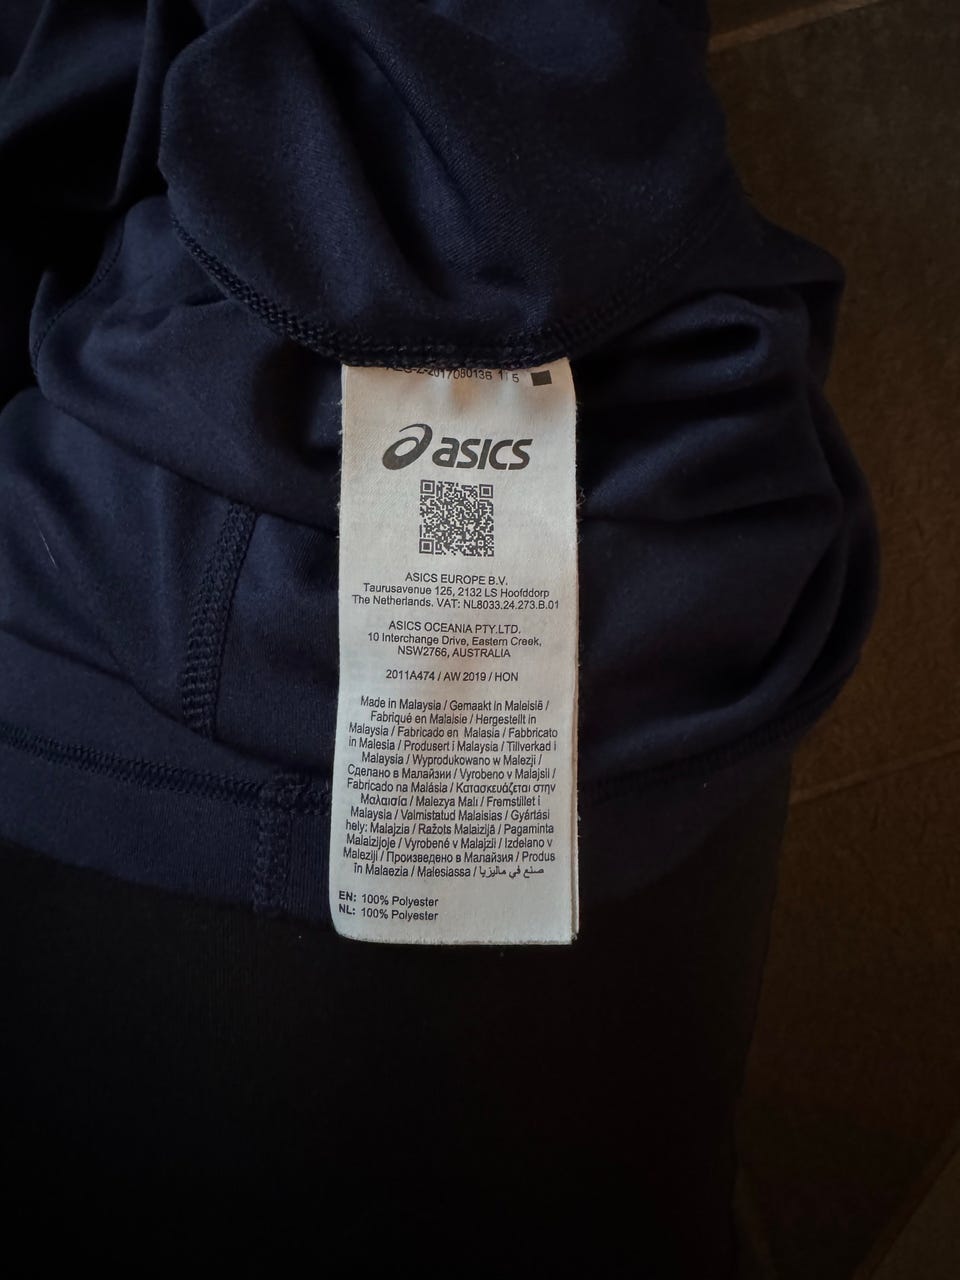 2017080136 1 5
asics
ASICS EUROPE B.V.
Taurusavenue 125, 2132 LS Hoofddorp
The Netherlands. VAT: NL8033.24.273.B.01
ASICS OCEANIA PTY.LTD.
10 Interchange Drive, Eastern Creek,
NSW2766, AUSTRALIA
2011A474 / AW 2019 / HON
Made in Malaysia / Gemaakt in Maleisië /
Fabriqué en Malaisie / Hergestellt in
Malaysia / Fabricado en Malasia / Fabbricato
in Malesia / Produsert i Malaysia / Tillverkad i
Malaysia / Wyprodukowano w Malezji /
Сделано в Малайзии / Vyrobeno v Malajsii /
Fabricado na Malásia / Κατασκευάζεται στην
Μαλαισία / Malezya Malı / Fremstillet i
Malaysia / Valmistatud Malaisias / Gyártási
hely: Malajzia / Ražots Malaizijā / Pagaminta
Malaizijoje / Vyrobené v Malajzii / Izdelano v
Maleziji / Произведено в Малайзия / Produs
în Malaezia / Malesiassa / صنع في ماليزيا
EN: 100% Polyester
NL: 100% Polyester